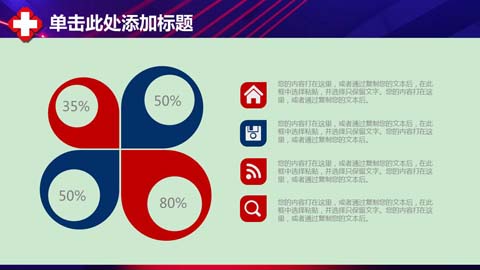 单击此处添加标题
35%
50%
50%
80%
您的内容打在这里，或者通过复制您的文本后，在此
框中选择粘贴，并选择只保留文字。您的内容打在这
里，或者通过复制您的文本后。
您的内容打在这里，或者通过复制您的文本后，在此
框中选择粘贴，并选择只保留文字。您的内容打在这
里，或者通过复制您的文本后。
您的内容打在这里，或者通过复制您的文本后，在此
框中选择粘贴，并选择只保留文字。您的内容打在这
里，或者通过复制您的文本后。
您的内容打在这里，或者通过复制您的文本后，在此
框中选择粘贴，并选择只保留文字。您的内容打在这
里，或者通过复制您的文本后。